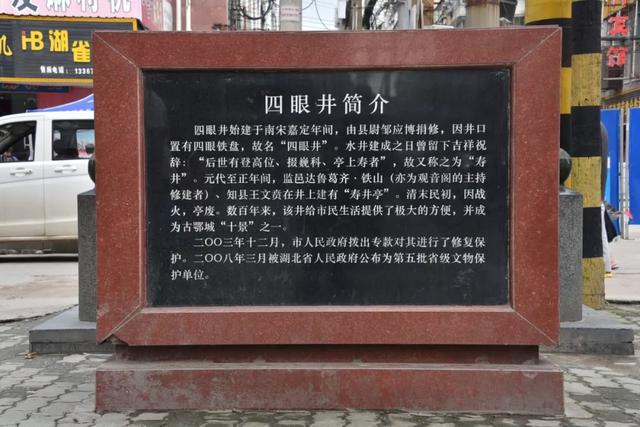 HB湖雀
四眼井简介
四眼井始建于南宋嘉定年间，由县尉邹应博捐修，因井口
置有四眼铁盘，故名“四眼井”。水井建成之日曾留下吉祥祝
辞：“后世有登高位、掇巍科、亭上寿者”，故又称之为“寿
井”。元代至正年间，监邑达鲁葛齐·铁山（亦为观音阁的主持
修建者）、知县王文贲在井上建有“寿井亭”。清末民初，因战
火，亭废。数百年来，该井给市民生活提供了极大的方便，并成
为古鄂城“十景”之一。
二〇〇三年十二月，市人民政府拨出专款对其进行了修复保
护。二〇〇八年三月被湖北省人民政府公布为第五批省级文物保
护单位。
宾馆